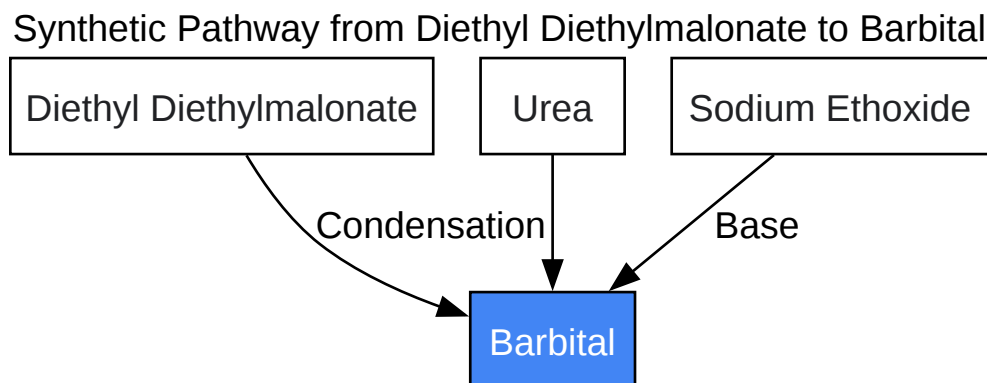 Synthetic Pathway from Diethyl Diethylmalonate to Barbital
Diethyl Diethylmalonate
Urea
Sodium Ethoxide
Condensation
Base
Barbital